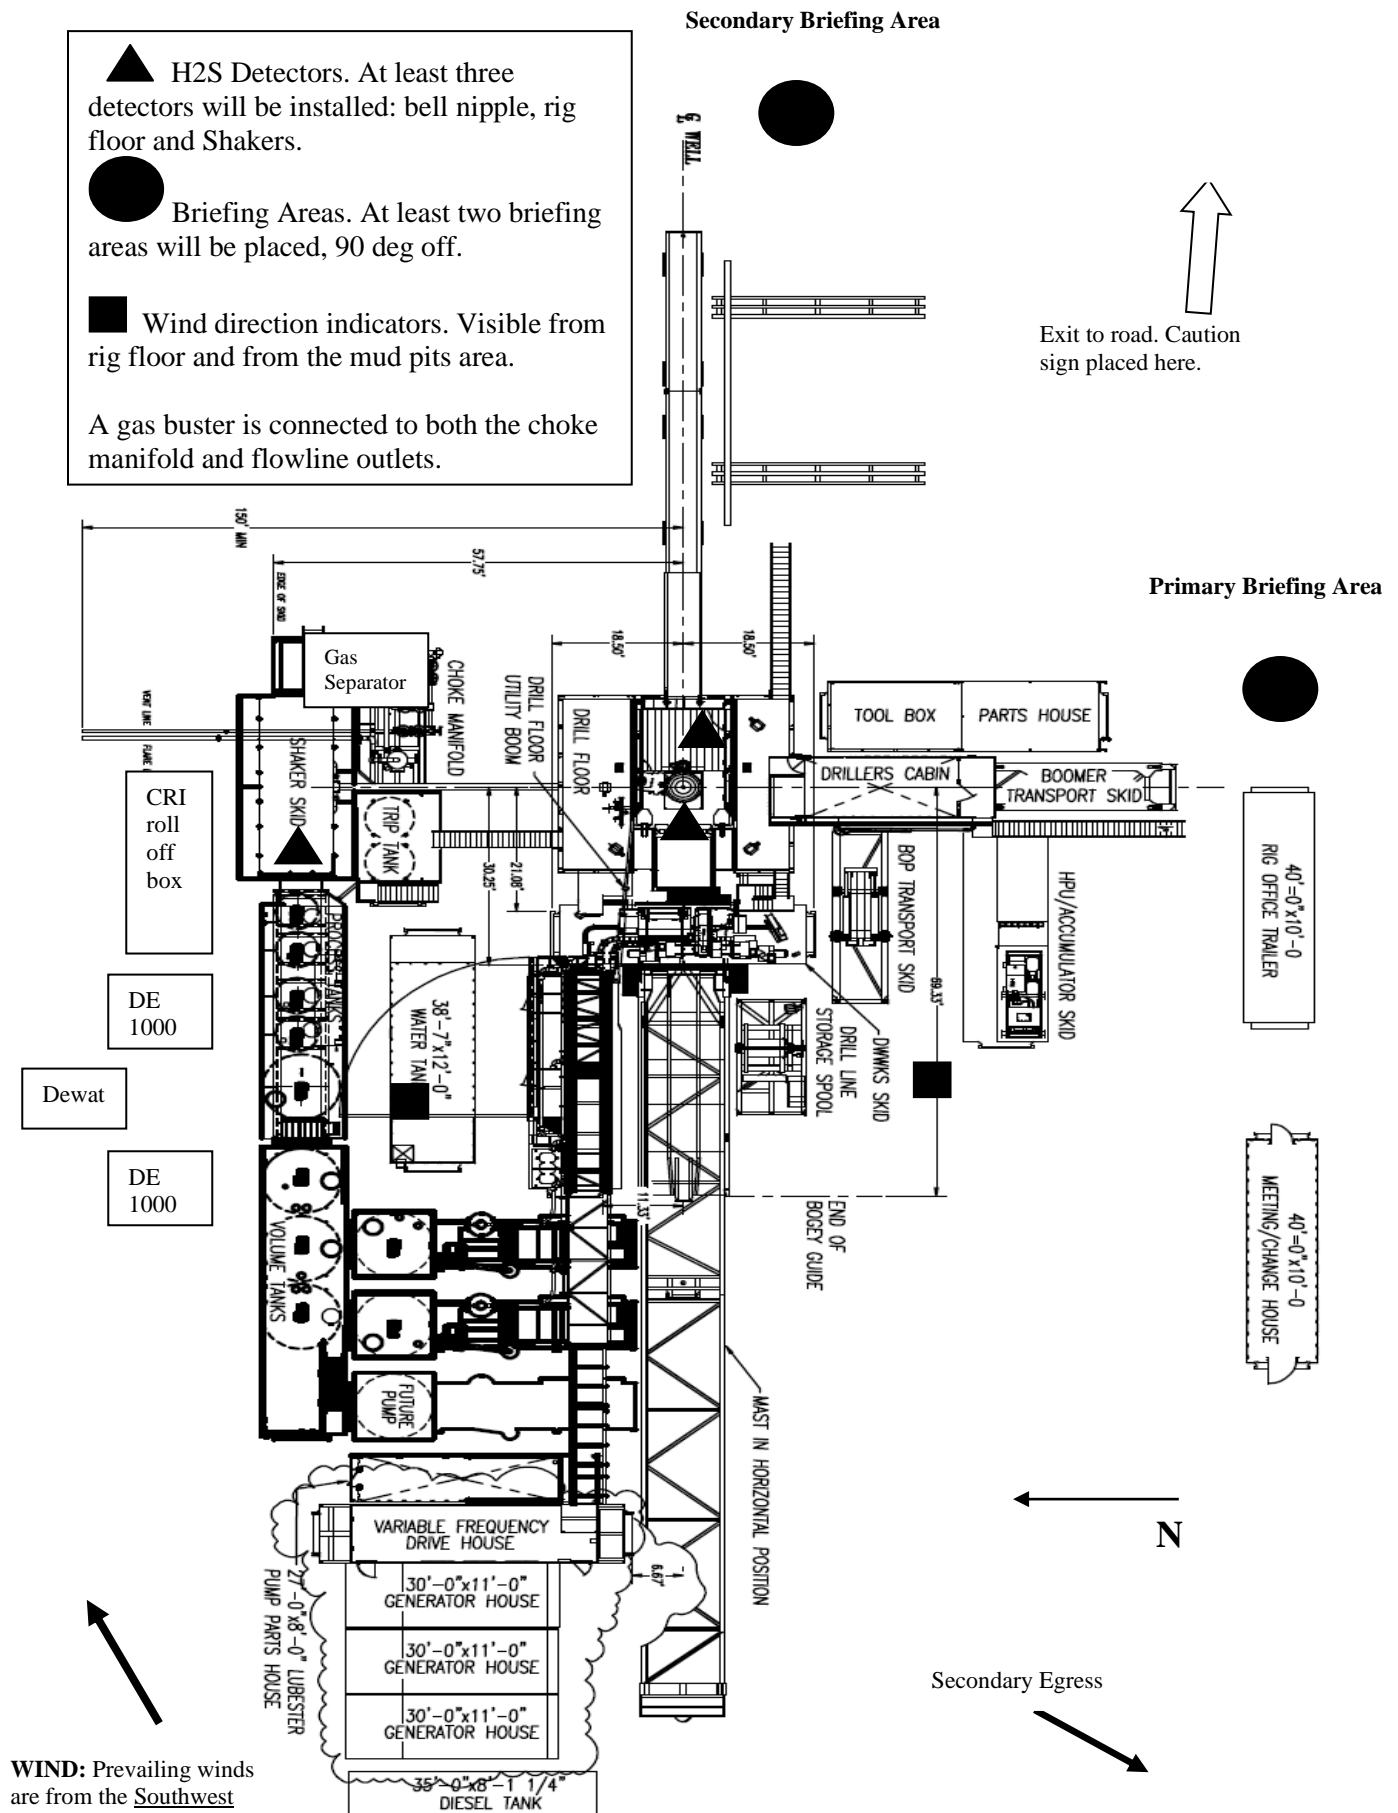 Secondary Briefing Area
H2S Detectors. At least three
detectors will be installed: bell nipple, rig
floor and Shakers.
Briefing Areas. At least two briefing
areas will be placed, 90 deg off.
Wind direction indicators. Visible from
rig floor and from the mud pits area.
A gas buster is connected to both the choke
manifold and flowline outlets.
WELL
Exit to road. Caution
sign placed here.
150' MIN
57.75'
EDGE OF SKID
Primary Briefing Area
18.50'
18.50'
Gas
Separator
CHOKE MANIFOLD
DRILL FLOOR
UTILITY BOOM
DRILL FLOOR
TOOL BOX
PARTS HOUSE
VENT LINE
SHAKER SKID
DRILLERS CABIN
BOOMER
TRANSPORT SKID
CRI
roll
off
box
TRIP TANK
30.25'
21.08'
BOP TRANSPORT SKID
HPU/ACCUMULATOR SKID
40'=0"x10'-0
RIG OFFICE TRAILER
DE
1000
38'-7"x12'-0"
DRILL LINE
STORAGE SPOOL
DWWKS SKID
69.33'
Dewat
DE
1000
VOLUME TANKS
11.33'
END OF
BOGEY GUIDE
40'=0"x10'-0
MEETING/CHANGE HOUSE
FUTURE
PUMP
MAST IN HORIZONTAL POSITION
N
VARIABLE FREQUENCY
DRIVE HOUSE
6.67'
27'-0"x8'-0" LUBESTER
PUMP PARTS HOUSE
30'-0"x11'-0"
GENERATOR HOUSE
30'-0"x11'-0"
GENERATOR HOUSE
30'-0"x11'-0"
GENERATOR HOUSE
Secondary Egress
WIND: Prevailing winds
are from the Southwest
35'-0"x8'-1 1/4"
DIESEL TANK